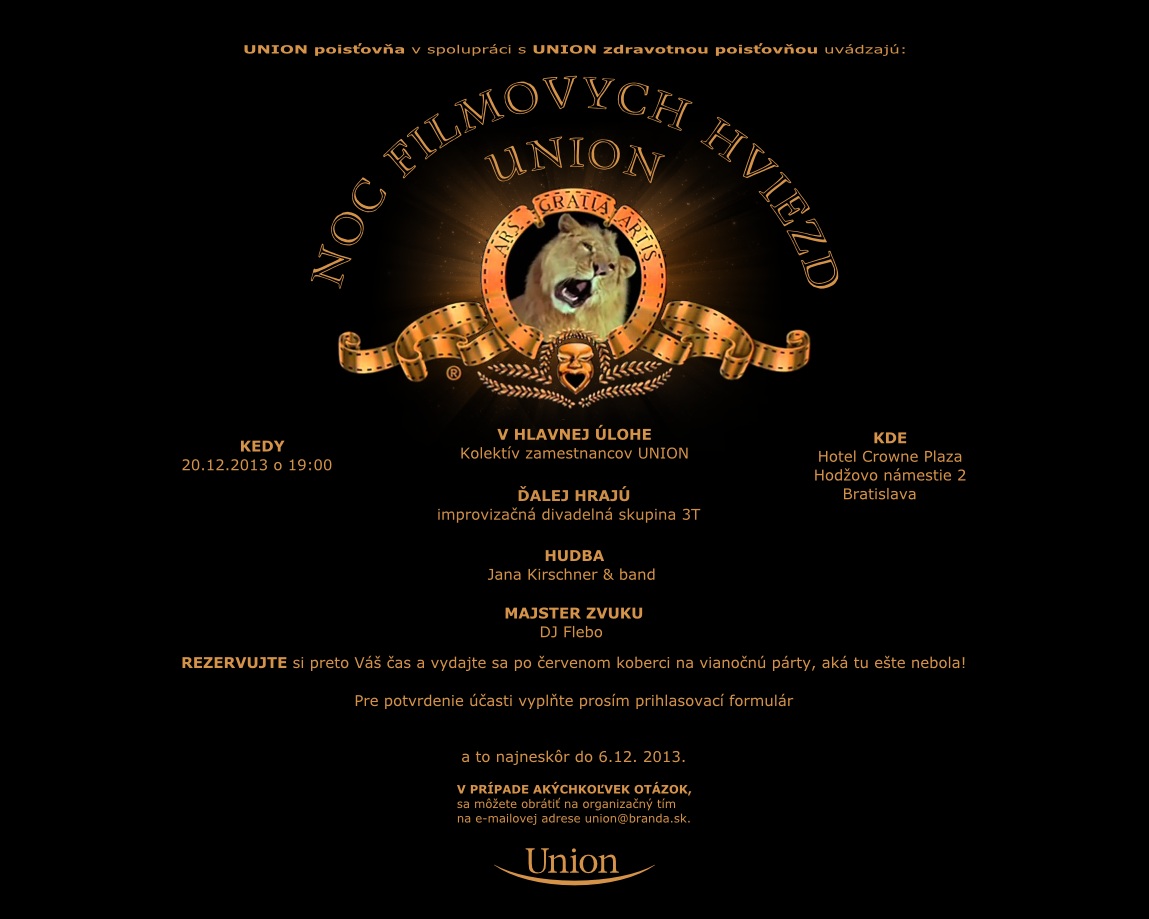 UNION poisťovňa v spolupráci s UNION zdravotnou poisťovňou uvádzajú:
NOC FILMOVYCH HVIEZD
UNION
ARS GRATIA ARTIS
®
KEDY
20.12.2013 o 19:00
V HLAVNEJ ÚLOHE
Kolektív zamestnancov UNION
ĎALEJ HRAJÚ
improvizačná divadelná skupina 3T
HUDBA
Jana Kirschner & band
MAJSTER ZVUKU
DJ Flebo
KDE
Hotel Crowne Plaza
Hodžovo námestie 2
Bratislava
REZERVUJTE si preto Váš čas a vydajte sa po červenom koberci na vianočnú párty, aká tu ešte nebola!
Pre potvrdenie účasti vyplňte prosím prihlasovací formulár
a to najneskôr do 6.12. 2013.
V PRÍPADE AKÝCHKOĽVEK OTÁZOK,
sa môžete obrátiť na organizačný tím
na e-mailovej adrese union@branda.sk.
Union